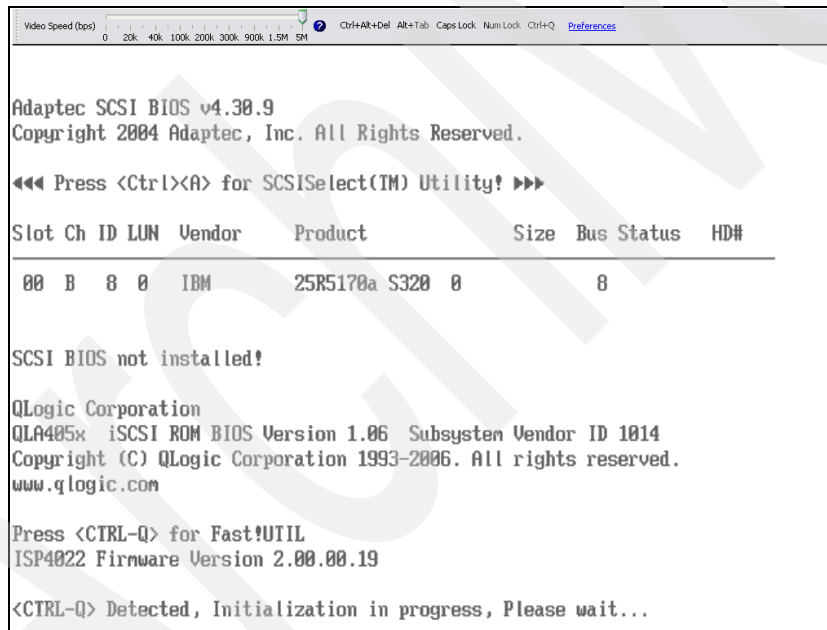 Video Speed (bps) Ctrl+Alt+Del Alt+Tab Caps Lock Num Lock Ctrl+Q Preferences
0 20k 40k 100k 200k 300k 900k 1.5M 5M
Adaptec SCSI BIOS v4.30.9
Copyright 2004 Adaptec, Inc. All Rights Reserved.
◄◄◄ Press <Ctrl><A> for SCSISelect(TM) Utility! ►►►
Slot Ch ID LUN Vendor Product Size Bus Status HD#
00 B 8 0 IBM 25R5170a S320 0 8
SCSI BIOS not installed!
QLogic Corporation
QLA405x iSCSI ROM BIOS Version 1.06 Subsystem Vendor ID 1014
Copyright (C) QLogic Corporation 1993-2006. All rights reserved.
www.qlogic.com
Press <CTRL-Q> for Fast!UTIL
ISP4022 Firmware Version 2.00.00.19
<CTRL-Q> Detected, Initialization in progress, Please wait...